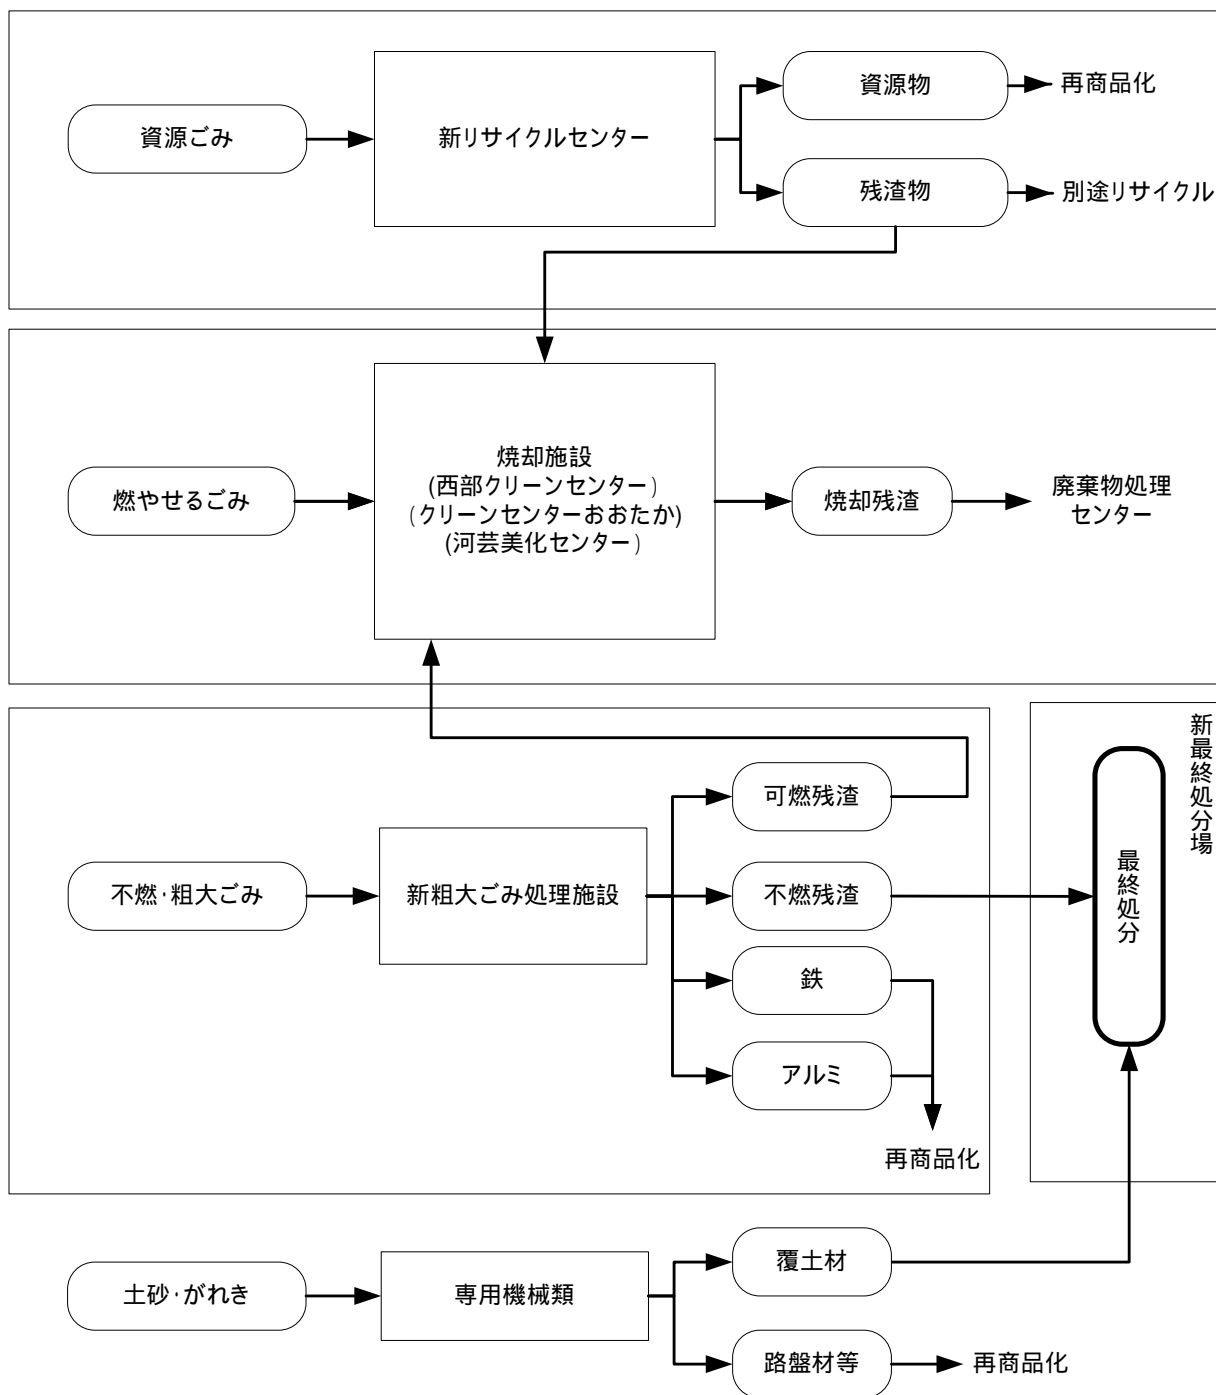 資源ごみ
新リサイクルセンター
資源物
再商品化
残渣物
別途リサイクル
燃やせるごみ
焼却施設
(西部クリーンセンター)
(クリーンセンターおおたか)
(河芸美化センター)
焼却残渣
廃棄物処理
センター
不燃・粗大ごみ
新粗大ごみ処理施設
可燃残渣
不燃残渣
鉄
アルミ
再商品化
最終処分
新最終処分場
土砂・がれき
専用機械類
覆土材
路盤材等
再商品化